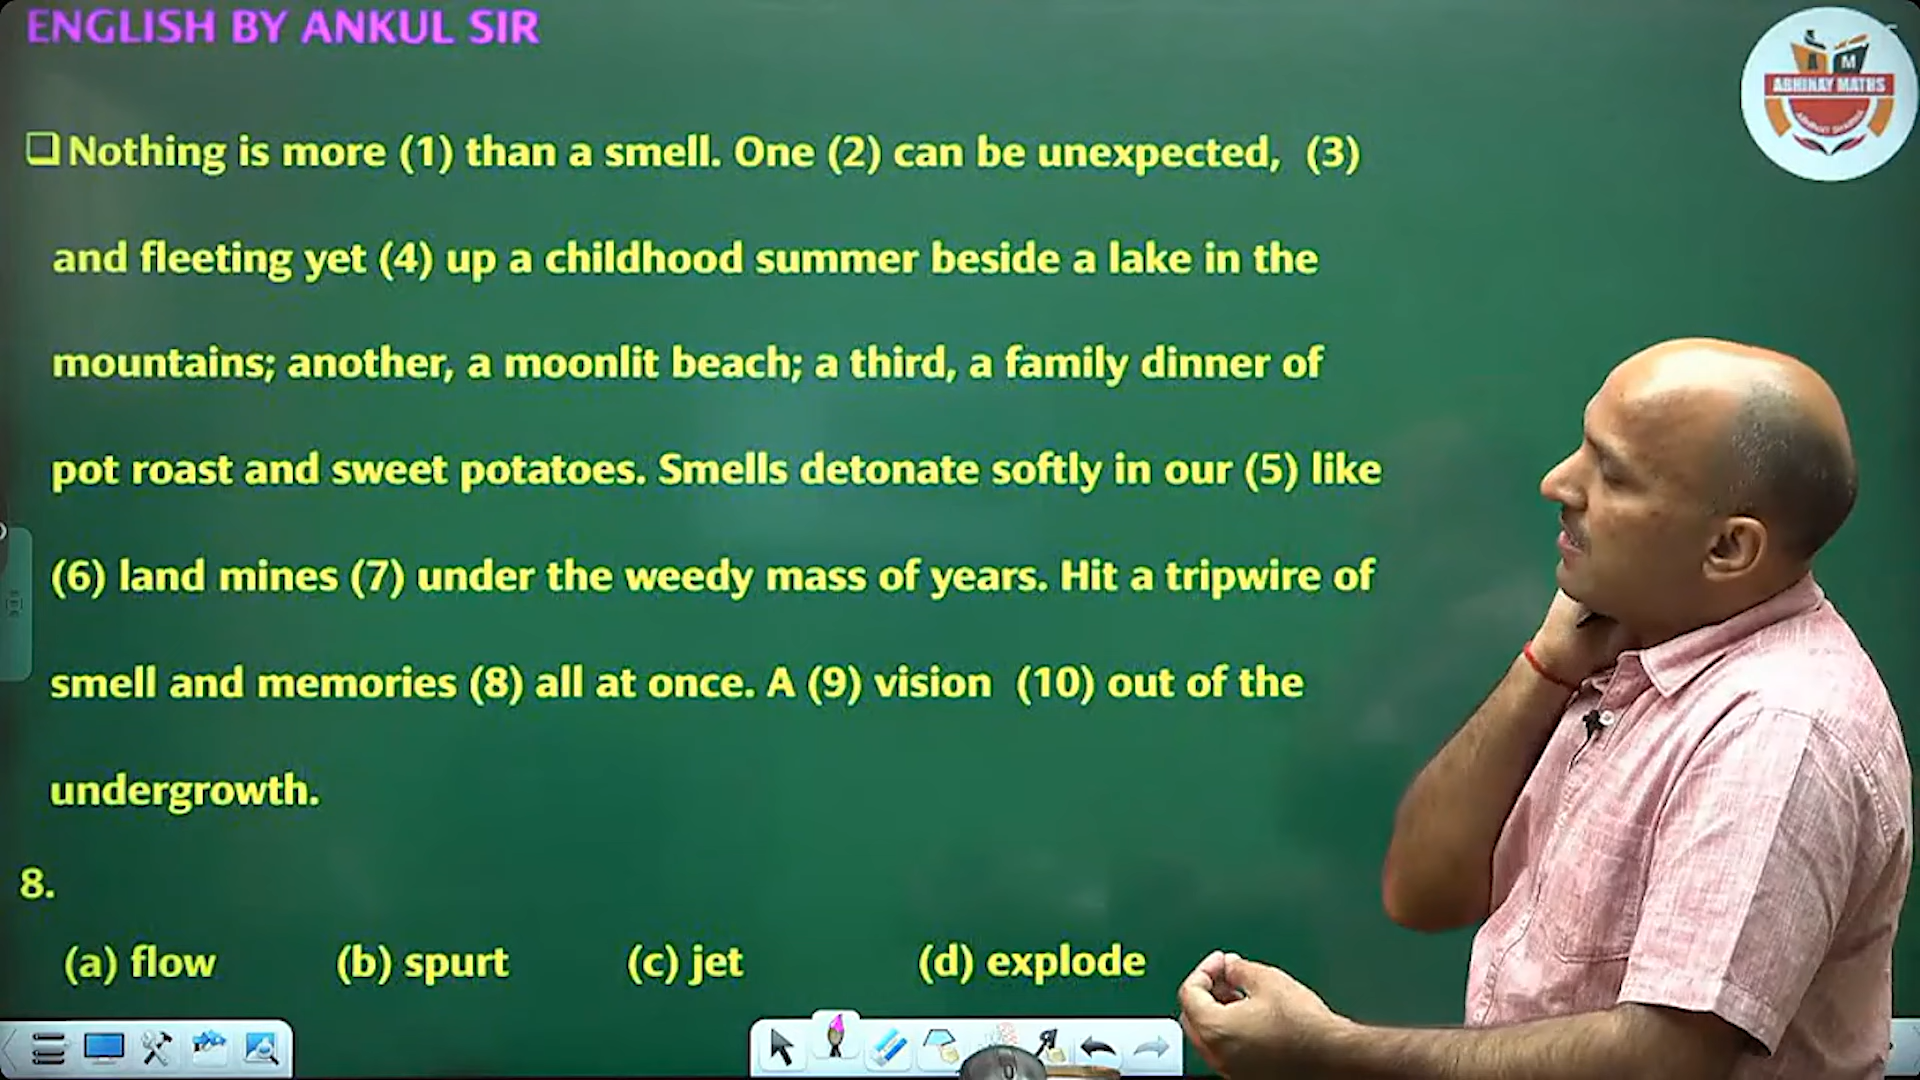 ENGLISH BY ANKUL SIR
A M
ABHINAY MATHS
ABHINAY SHARMA
Nothing is more (1) than a smell. One (2) can be unexpected, (3)
and fleeting yet (4) up a childhood summer beside a lake in the
mountains; another, a moonlit beach; a third, a family dinner of
pot roast and sweet potatoes. Smells detonate softly in our (5) like
(6) land mines (7) under the weedy mass of years. Hit a tripwire of
smell and memories (8) all at once. A (9) vision (10) out of the
undergrowth.
8.
(a) flow (b) spurt (c) jet (d) explode